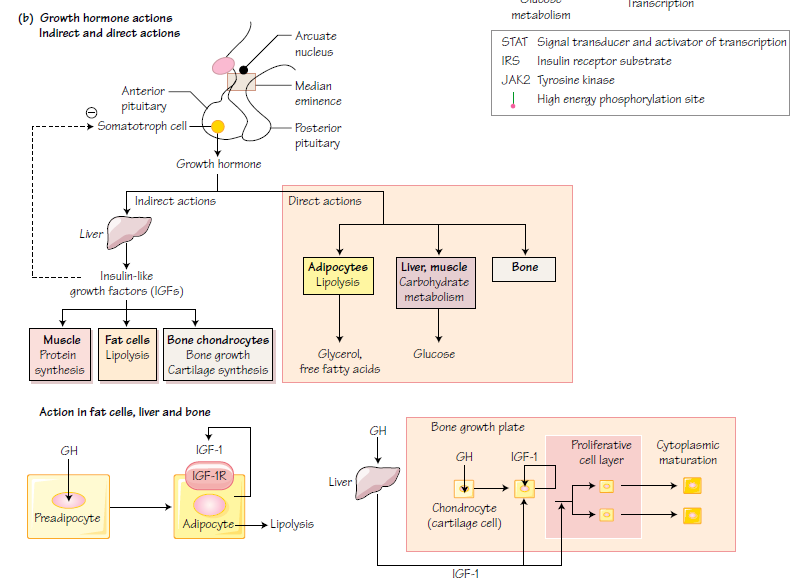 Glucose
metabolism
Transcription
STAT Signal transducer and activator of transcription
IRS Insulin receptor substrate
JAK2 Tyrosine kinase
High energy phosphorylation site
(b) Growth hormone actions
Indirect and direct actions
Arcuate
nucleus
Anterior
pituitary
Median
eminence
⊖
Somatotroph cell
Posterior
pituitary
Growth hormone
Indirect actions
Direct actions
Liver
Insulin-like
growth factors (IGFs)
Adipocytes
Lipolysis
Liver, muscle
Carbohydrate
metabolism
Bone
Muscle
Protein
synthesis
Fat cells
Lipolysis
Bone chondrocytes
Bone growth
Cartilage synthesis
Glycerol,
free fatty acids
Glucose
Action in fat cells, liver and bone
GH
Preadipocyte
IGF-1
IGF-1R
Adipocyte
Lipolysis
GH
Liver
Bone growth plate
GH
IGF-1
Chondrocyte
(cartilage cell)
Proliferative
cell layer
Cytoplasmic
maturation
IGF-1